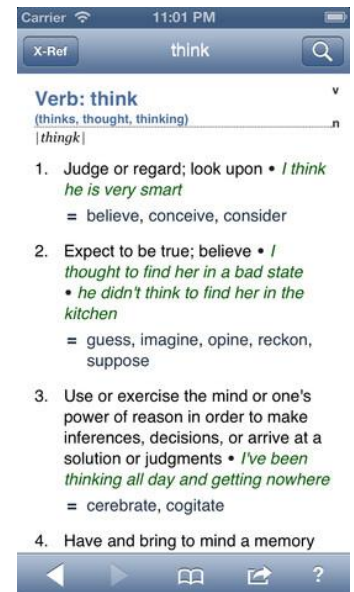 Carrier 11:01 PM
X-Ref think
Verb: think v
(thinks, thought, thinking) n
|thingk|
1. Judge or regard; look upon • I think
he is very smart
= believe, conceive, consider
2. Expect to be true; believe • I
thought to find her in a bad state
• he didn't think to find her in the
kitchen
= guess, imagine, opine, reckon,
suppose
3. Use or exercise the mind or one's
power of reason in order to make
inferences, decisions, or arrive at a
solution or judgments • I've been
thinking all day and getting nowhere
= cerebrate, cogitate
4. Have and bring to mind a memory
?